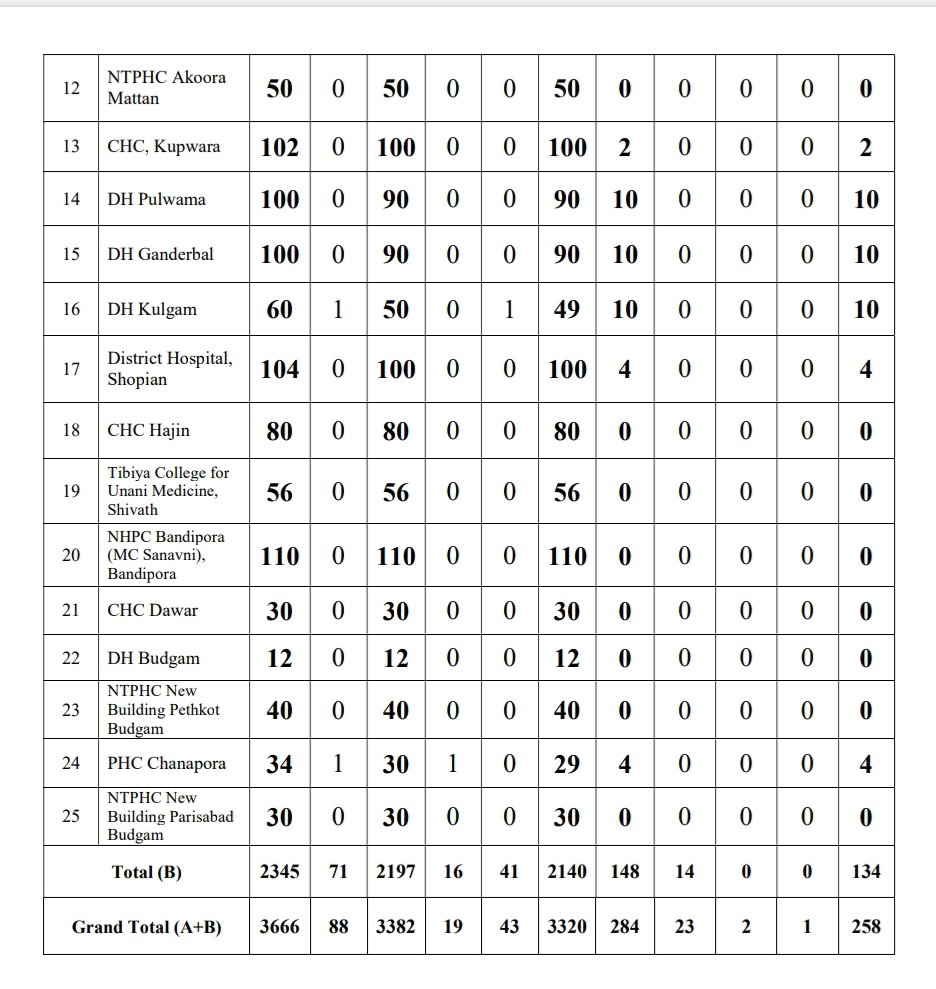 12 NTPHC Akoora Mattan 50 0 50 0 0 50 0 0 0 0 0
13 CHC, Kupwara 102 0 100 0 0 100 2 0 0 0 2
14 DH Pulwama 100 0 90 0 0 90 10 0 0 0 10
15 DH Ganderbal 100 0 90 0 0 90 10 0 0 0 10
16 DH Kulgam 60 1 50 0 1 49 10 0 0 0 10
17 District Hospital, Shopian 104 0 100 0 0 100 4 0 0 0 4
18 CHC Hajin 80 0 80 0 0 80 0 0 0 0 0
19 Tibiya College for Unani Medicine, Shivath 56 0 56 0 0 56 0 0 0 0 0
20 NHPC Bandipora (MC Sanavni), Bandipora 110 0 110 0 0 110 0 0 0 0 0
21 CHC Dawar 30 0 30 0 0 30 0 0 0 0 0
22 DH Budgam 12 0 12 0 0 12 0 0 0 0 0
23 NTPHC New Building Pethkot Budgam 40 0 40 0 0 40 0 0 0 0 0
24 PHC Chanapora 34 1 30 1 0 29 4 0 0 0 4
25 NTPHC New Building Parisabad Budgam 30 0 30 0 0 30 0 0 0 0 0
Total (B) 2345 71 2197 16 41 2140 148 14 0 0 134
Grand Total (A+B) 3666 88 3382 19 43 3320 284 23 2 1 258